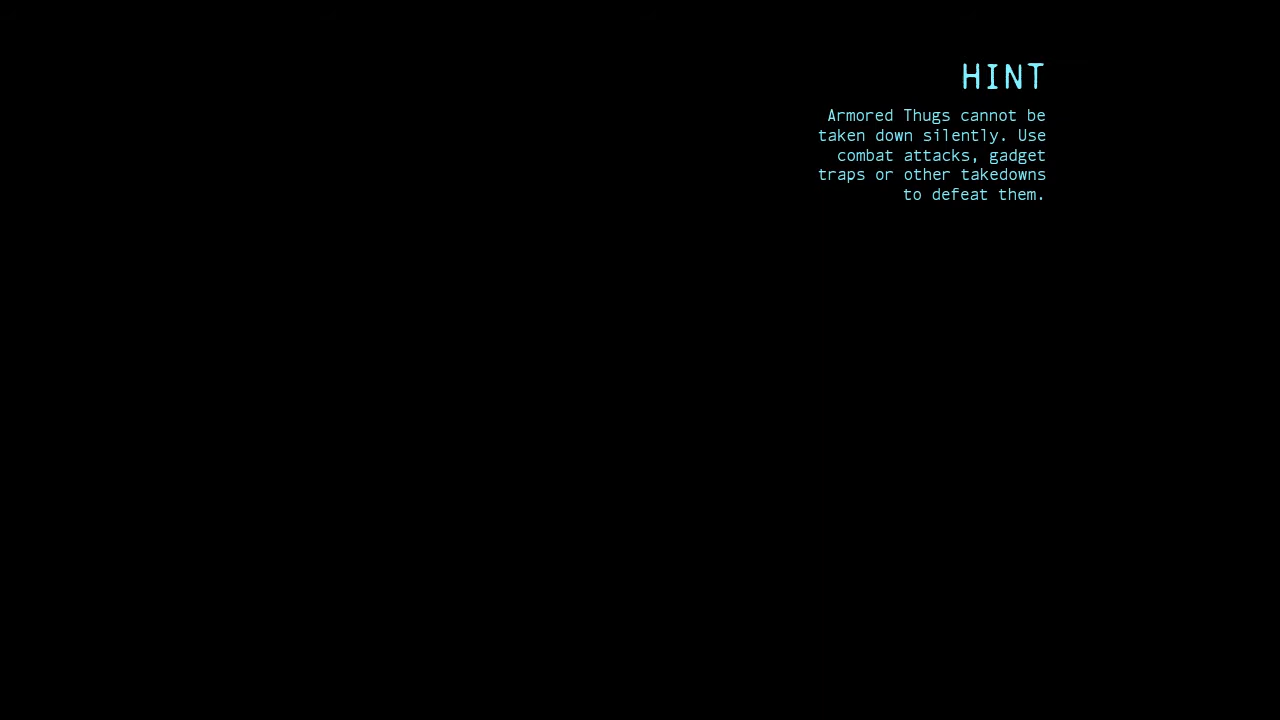 HINT
Armored Thugs cannot be
taken down silently. Use
combat attacks, gadget
traps or other takedowns
to defeat them.